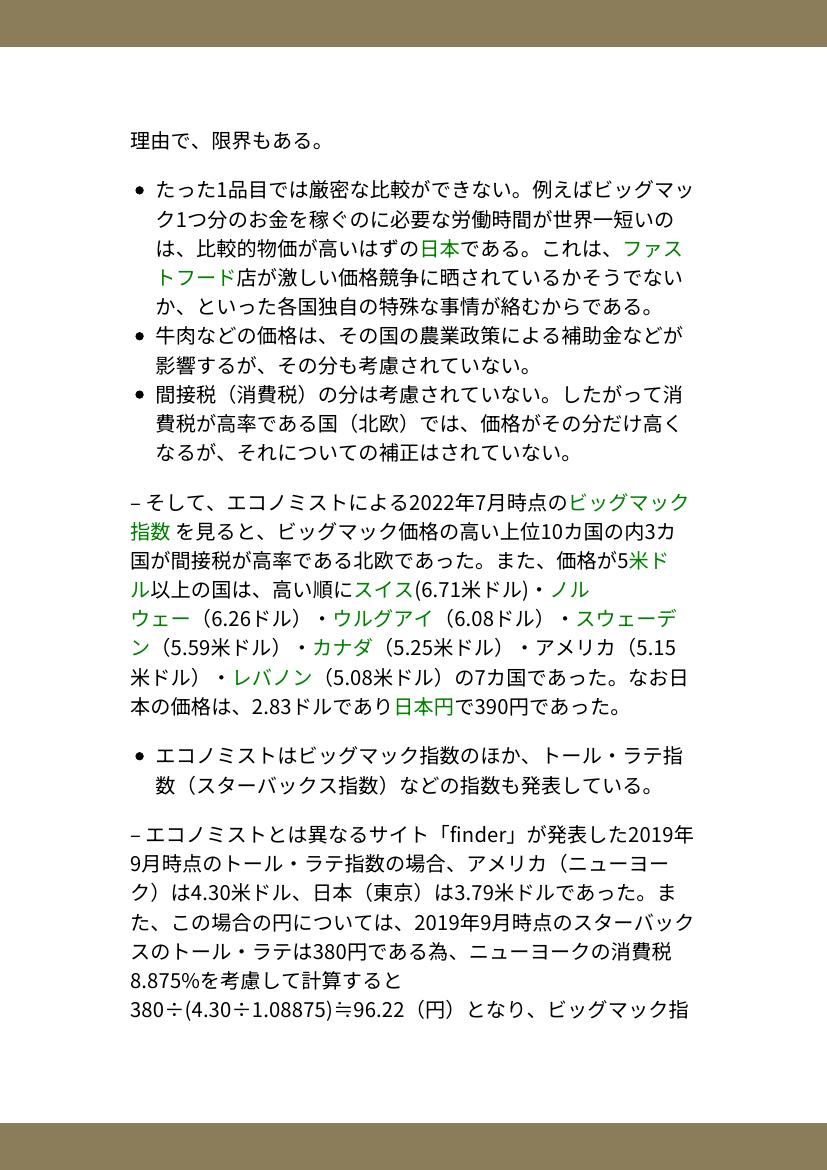 理由で、限界もある。
• たった1品目では厳密な比較ができない。例えばビッグマッ
ク1つ分のお金を稼ぐのに必要な労働時間が世界一短いの
は、比較的物価が高いはずの日本である。これは、ファス
トフード店が激しい価格競争に晒されているかそうでない
か、といった各国独自の特殊な事情が絡むからである。
• 牛肉などの価格は、その国の農業政策による補助金などが
影響するが、その分も考慮されていない。
• 間接税（消費税）の分は考慮されていない。したがって消
費税が高率である国（北欧）では、価格がその分だけ高く
なるが、それについての補正はされていない。
– そして、エコノミストによる2022年7月時点のビッグマック
指数 を見ると、ビッグマック価格の高い上位10カ国の内3カ
国が間接税が高率である北欧であった。また、価格が5米ド
ル以上の国は、高い順にスイス(6.71米ドル)・ノル
ウェー（6.26ドル）・ウルグアイ（6.08ドル）・スウェーデ
ン（5.59米ドル）・カナダ（5.25米ドル）・アメリカ（5.15
米ドル）・レバノン（5.08米ドル）の7カ国であった。なお日
本の価格は、2.83ドルであり日本円で390円であった。
• エコノミストはビッグマック指数のほか、トール・ラテ指
数（スターバックス指数）などの指数も発表している。
– エコノミストとは異なるサイト「finder」が発表した2019年
9月時点のトール・ラテ指数の場合、アメリカ（ニューヨー
ク）は4.30米ドル、日本（東京）は3.79米ドルであった。ま
た、この場合の円については、2019年9月時点のスターバック
スのトール・ラテは380円である為、ニューヨークの消費税
8.875%を考慮して計算すると
380÷(4.30÷1.08875)≒96.22（円）となり、ビッグマック指